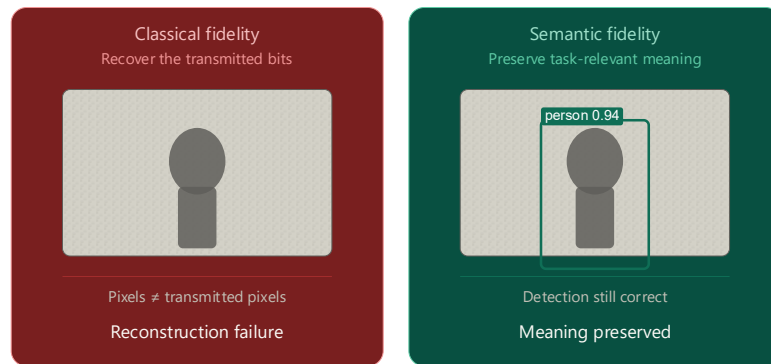 Classical fidelity
Recover the transmitted bits
Pixels ≠ transmitted pixels
Reconstruction failure
Semantic fidelity
Preserve task-relevant meaning
person 0.94
Detection still correct
Meaning preserved